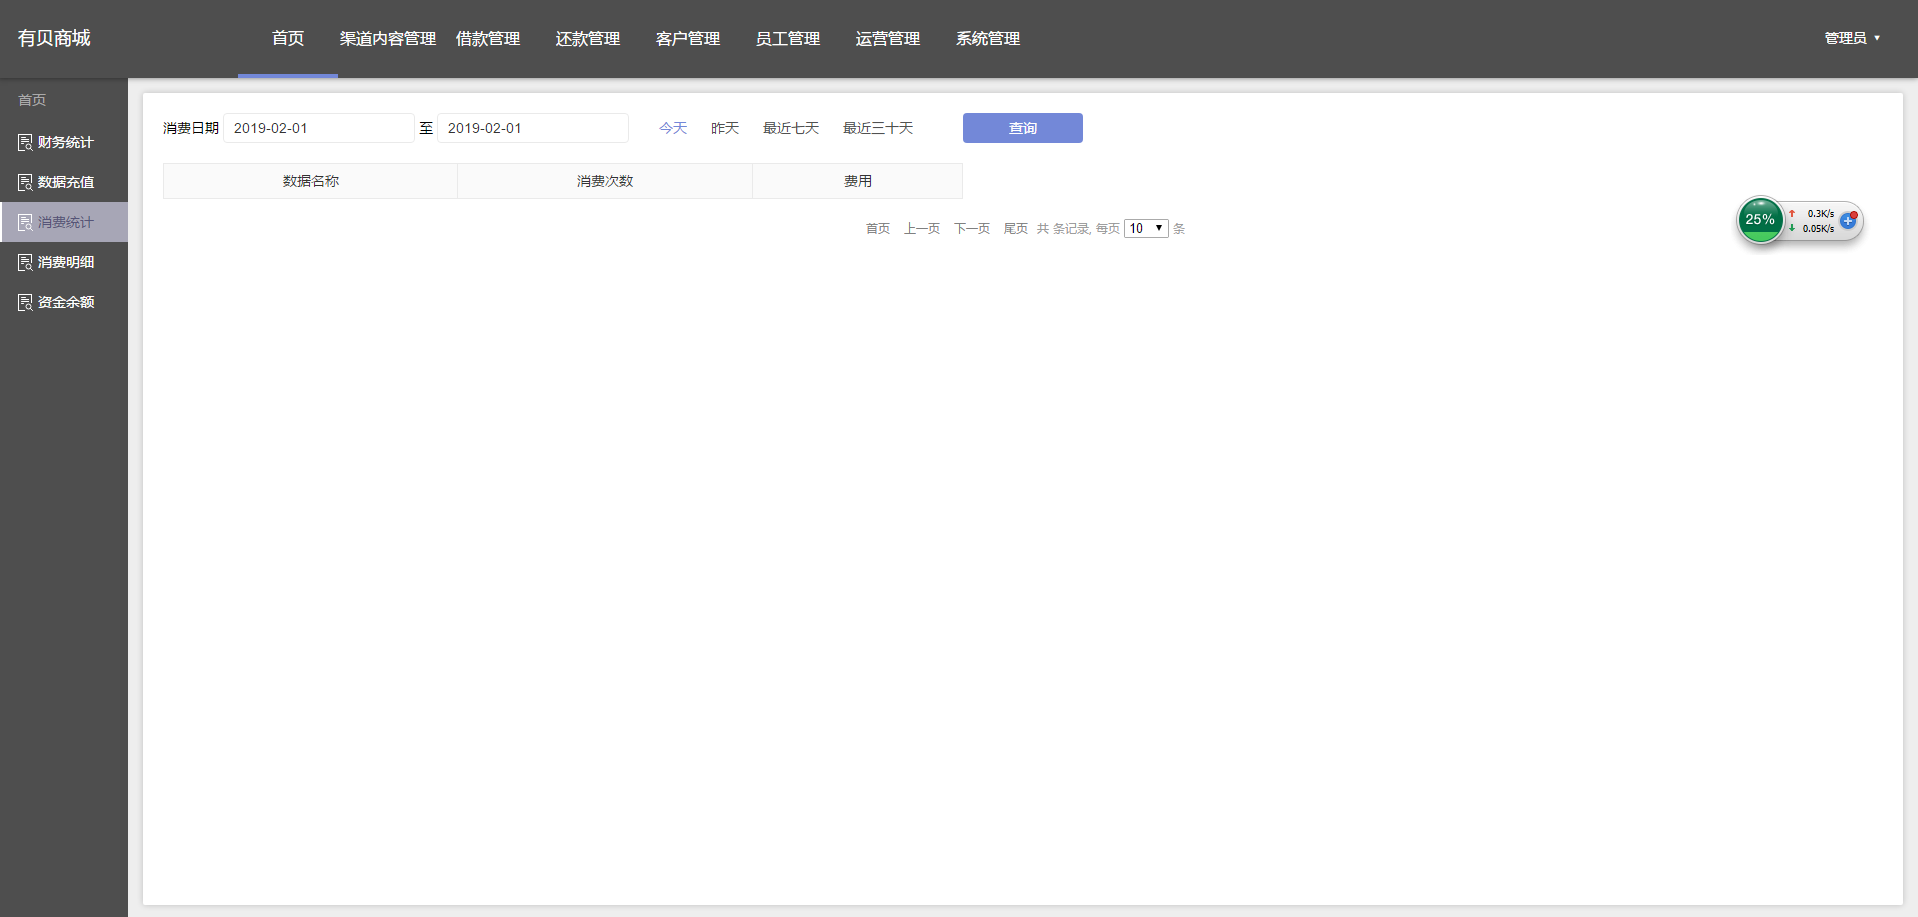 有贝商城 首页 渠道内容管理 借款管理 还款管理 客户管理 员工管理 运营管理 系统管理 管理员
首页
财务统计
数据充值
消费统计
消费明细
资金余额
消费日期 2019-02-01 至 2019-02-01 今天 昨天 最近七天 最近三十天 查询
数据名称 消费次数 费用
首页 上一页 下一页 尾页 共 条记录, 每页 10 条
25%
0.3K/s
0.05K/s